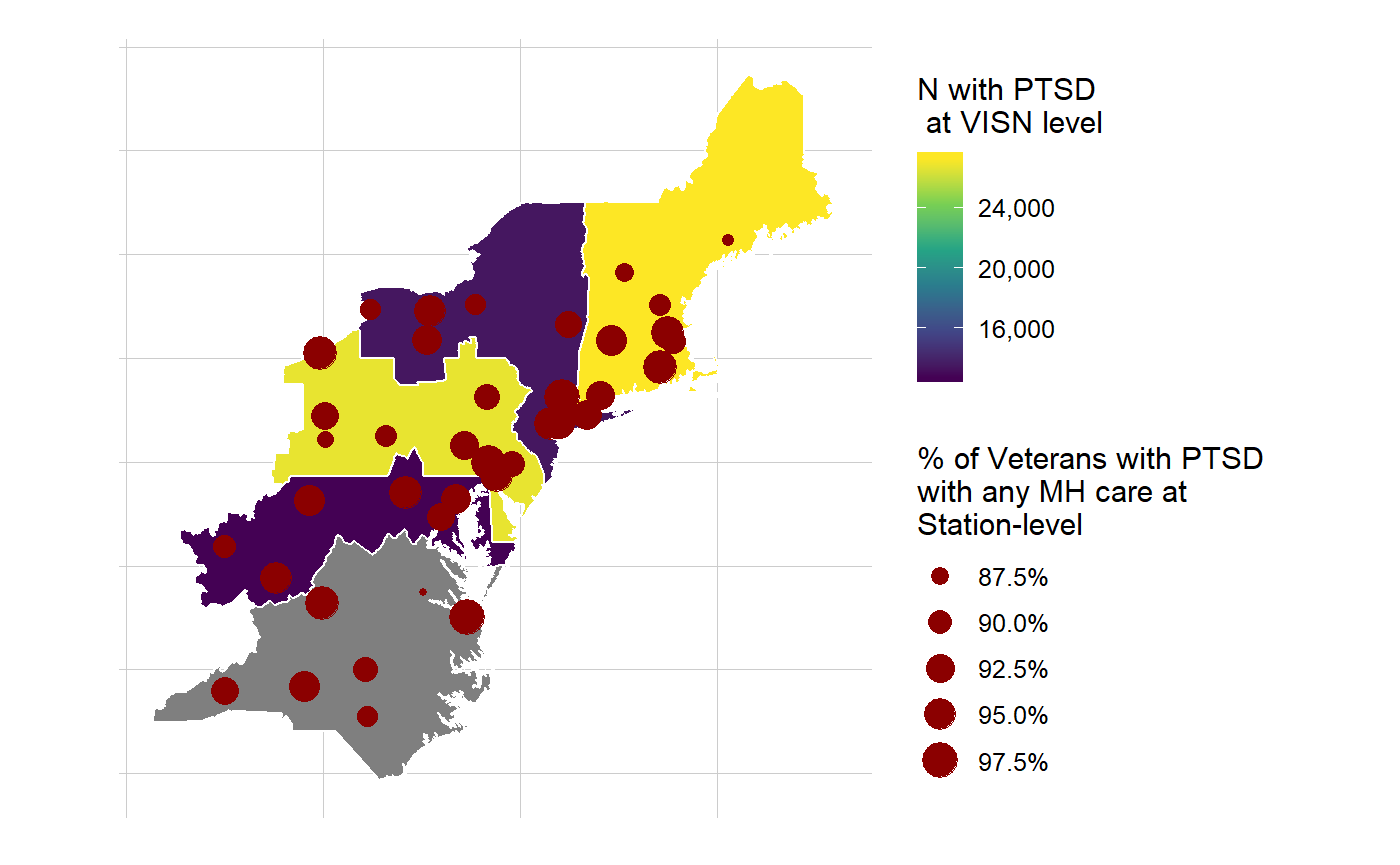 N with PTSD
at VISN level
24,000
20,000
16,000
% of Veterans with PTSD
with any MH care at
Station-level
87.5%
90.0%
92.5%
95.0%
97.5%